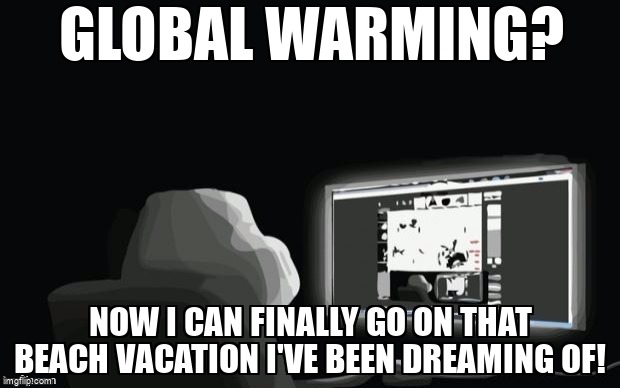 GLOBAL WARMING?
NOW I CAN FINALLY GO ON THAT
BEACH VACATION I'VE BEEN DREAMING OF!
imgflip.com